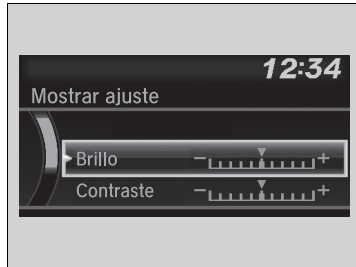 12:34
Mostrar ajuste
Brillo − +
Contraste − +